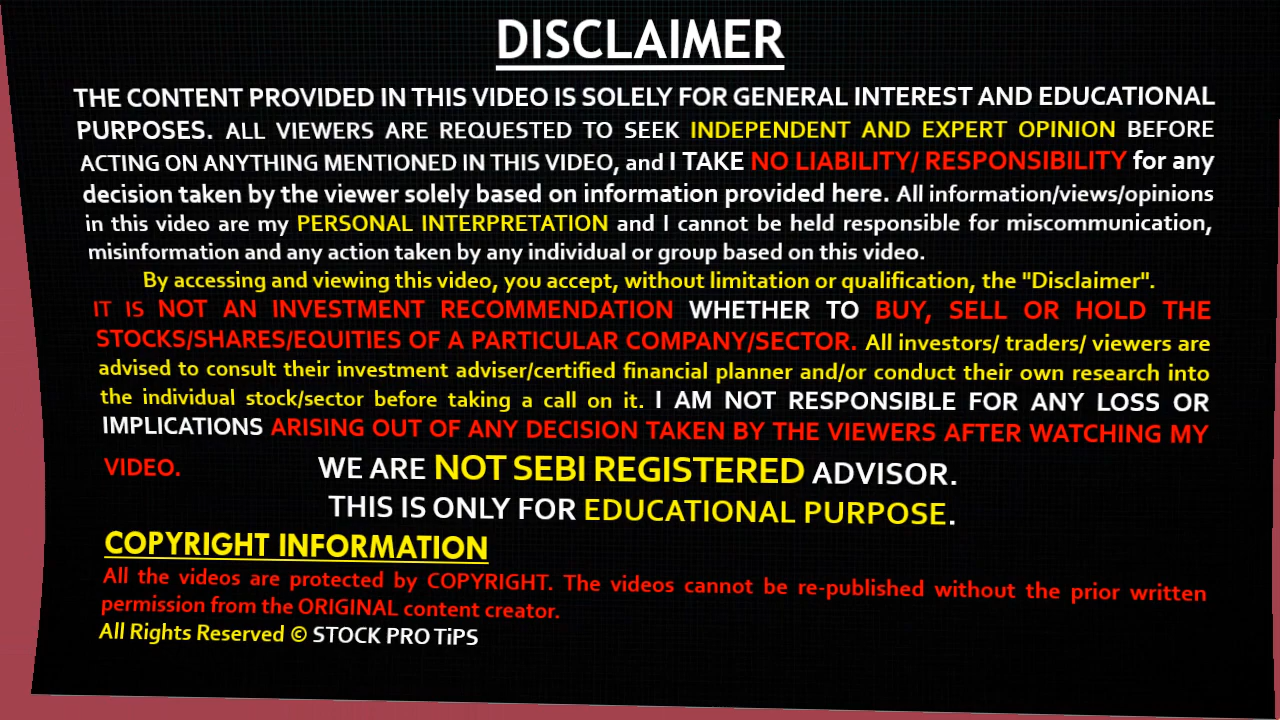 DISCLAIMER
THE CONTENT PROVIDED IN THIS VIDEO IS SOLELY FOR GENERAL INTEREST AND EDUCATIONAL
PURPOSES. ALL VIEWERS ARE REQUESTED TO SEEK INDEPENDENT AND EXPERT OPINION BEFORE
ACTING ON ANYTHING MENTIONED IN THIS VIDEO, and I TAKE NO LIABILITY/ RESPONSIBILITY for any
decision taken by the viewer solely based on information provided here. All information/views/opinions
in this video are my PERSONAL INTERPRETATION and I cannot be held responsible for miscommunication,
misinformation and any action taken by any individual or group based on this video.
By accessing and viewing this video, you accept, without limitation or qualification, the "Disclaimer".
IT IS NOT AN INVESTMENT RECOMMENDATION WHETHER TO BUY, SELL OR HOLD THE
STOCKS/SHARES/EQUITIES OF A PARTICULAR COMPANY/SECTOR. All investors/ traders/ viewers are
advised to consult their investment adviser/certified financial planner and/or conduct their own research into
the individual stock/sector before taking a call on it. I AM NOT RESPONSIBLE FOR ANY LOSS OR
IMPLICATIONS ARISING OUT OF ANY DECISION TAKEN BY THE VIEWERS AFTER WATCHING MY
VIDEO. WE ARE NOT SEBI REGISTERED ADVISOR.
THIS IS ONLY FOR EDUCATIONAL PURPOSE.
COPYRIGHT INFORMATION
All the videos are protected by COPYRIGHT. The videos cannot be re-published without the prior written
permission from the ORIGINAL content creator.
All Rights Reserved © STOCK PRO TiPS